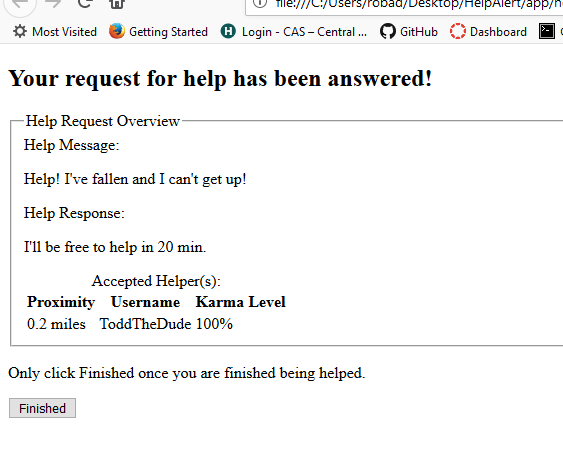 file:///C:/Users/robad/Desktop/HelpAlert/app/h
Most Visited Getting Started Login - CAS – Central ... GitHub Dashboard
Your request for help has been answered!
Help Request Overview
Help Message:
Help! I've fallen and I can't get up!
Help Response:
I'll be free to help in 20 min.
Accepted Helper(s):
Proximity Username Karma Level
0.2 miles ToddTheDude 100%
Only click Finished once you are finished being helped.
Finished